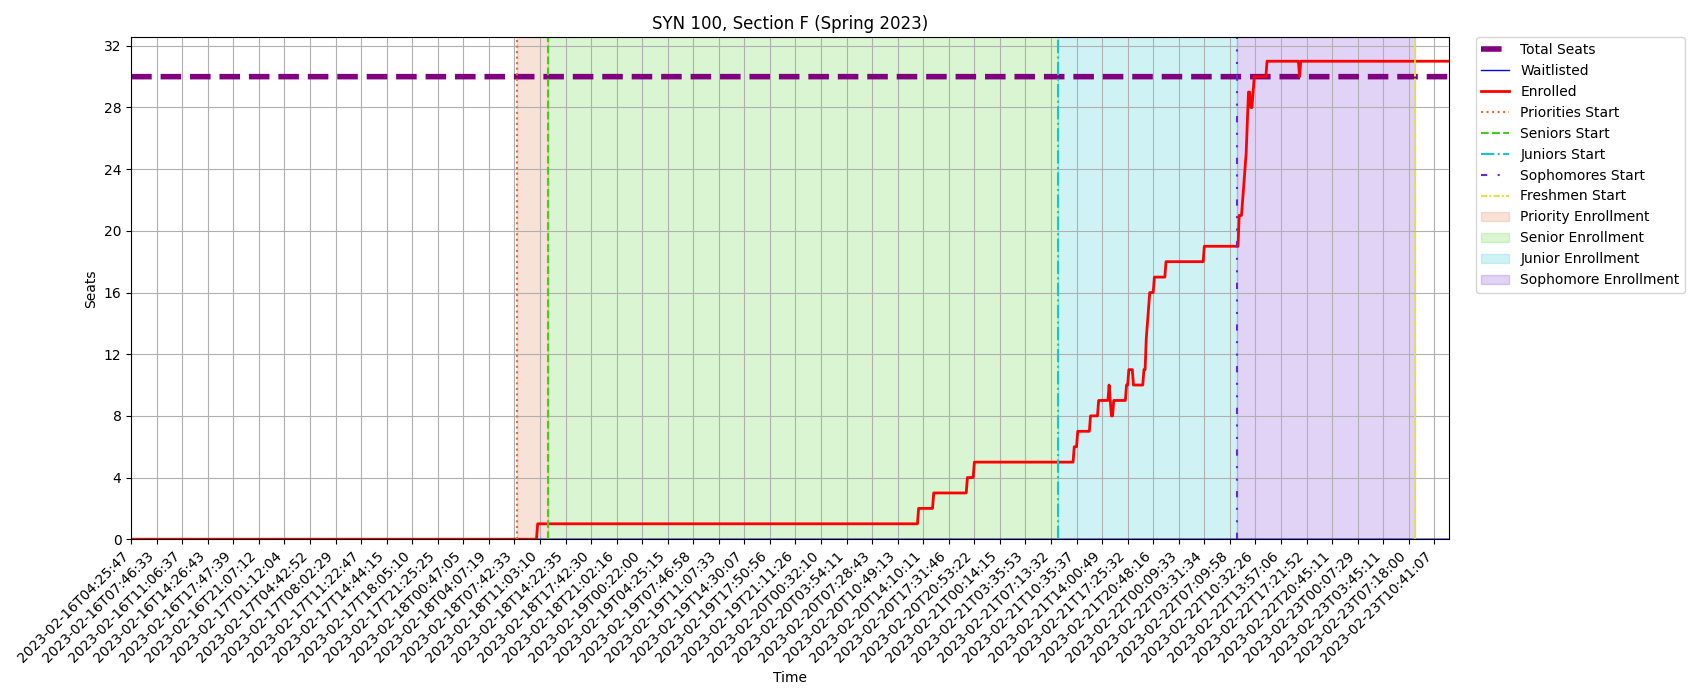 SYN 100, Section F (Spring 2023)
32
28
24
20
16
12
8
4
0
Seats
2023-02-16T04:25:47
2023-02-16T07:46:33
2023-02-16T11:06:37
2023-02-16T14:26:43
2023-02-16T17:47:39
2023-02-16T21:07:12
2023-02-17T01:12:04
2023-02-17T04:42:52
2023-02-17T08:02:29
2023-02-17T11:22:47
2023-02-17T14:44:15
2023-02-17T18:05:10
2023-02-17T21:25:25
2023-02-18T00:47:05
2023-02-18T04:07:19
2023-02-18T07:42:33
2023-02-18T11:03:10
2023-02-18T14:22:35
2023-02-18T17:42:30
2023-02-18T21:02:16
2023-02-19T00:22:00
2023-02-19T04:25:15
2023-02-19T07:46:58
2023-02-19T11:07:33
2023-02-19T14:30:07
2023-02-19T17:50:56
2023-02-19T21:11:26
2023-02-20T00:32:10
2023-02-20T03:54:11
2023-02-20T07:28:43
2023-02-20T10:49:13
2023-02-20T14:10:11
2023-02-20T17:31:46
2023-02-20T20:53:22
2023-02-21T00:14:15
2023-02-21T03:35:53
2023-02-21T07:13:32
2023-02-21T10:35:37
2023-02-21T14:00:49
2023-02-21T17:25:32
2023-02-21T20:48:16
2023-02-22T00:09:33
2023-02-22T03:31:34
2023-02-22T07:09:58
2023-02-22T10:32:26
2023-02-22T13:57:06
2023-02-22T17:21:52
2023-02-22T20:45:11
2023-02-23T00:07:29
2023-02-23T03:45:11
2023-02-23T07:18:00
2023-02-23T10:41:07
Time
Total Seats
Waitlisted
Enrolled
Priorities Start
Seniors Start
Juniors Start
Sophomores Start
Freshmen Start
Priority Enrollment
Senior Enrollment
Junior Enrollment
Sophomore Enrollment